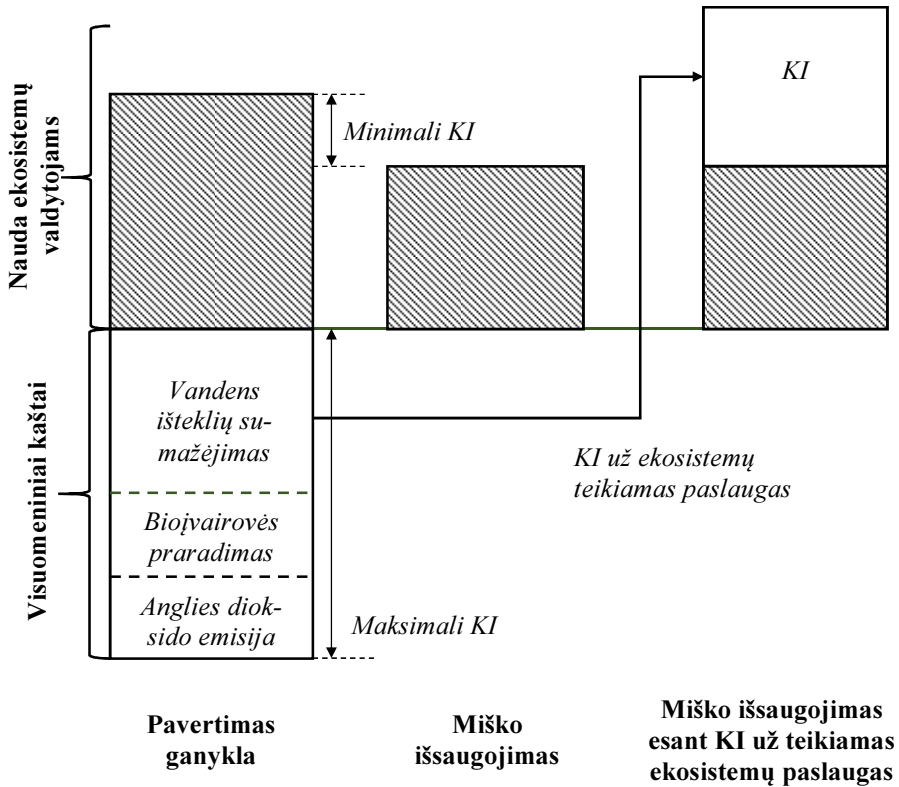 KI
Minimali KI
Nauda ekosistemų
valdytojams
Vandens
išteklių su-
mažėjimas
KI už ekosistemų
teikiamas paslaugas
Visuomeniniai kaštai
Bioįvairovės
praradimas
Anglies diok-
sido emisija
Maksimali KI
Pavertimas
ganykla
Miško
išsaugojimas
Miško išsaugojimas
esant KI už teikiamas
ekosistemų paslaugas